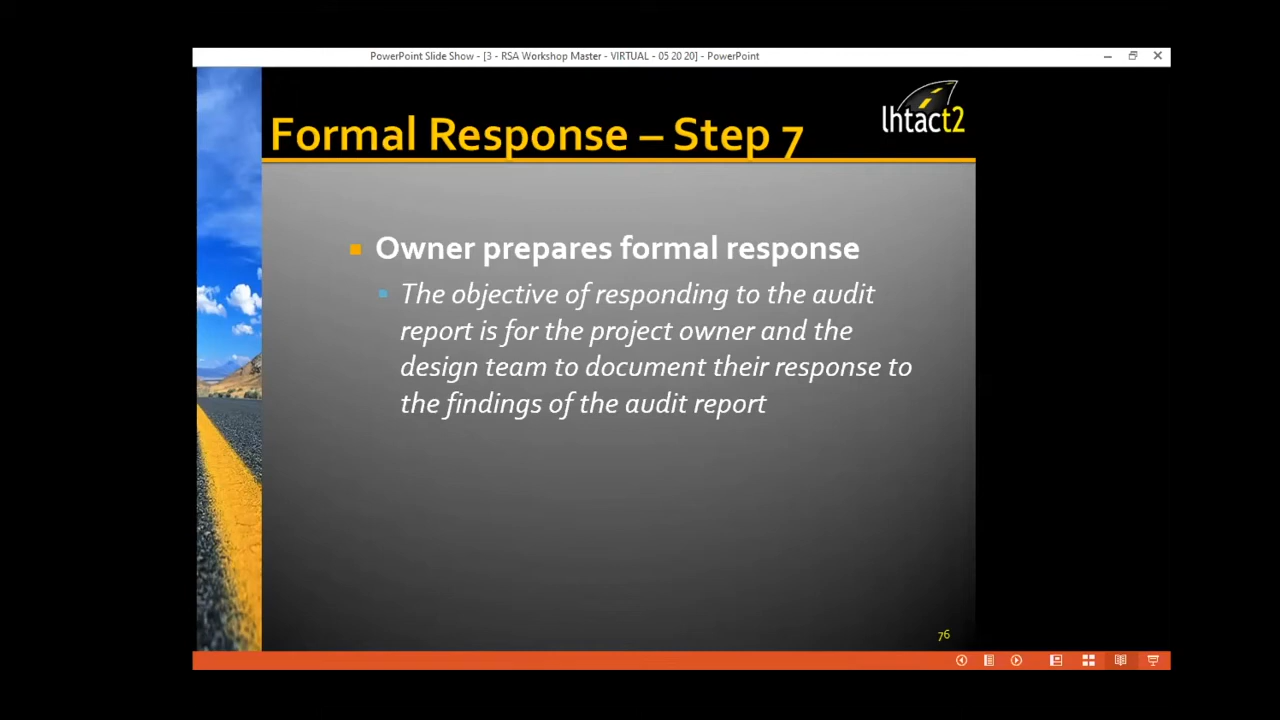 PowerPoint Slide Show - [3 - RSA Workshop Master - VIRTUAL - 05 20 20] - PowerPoint
lhtact2
Formal Response – Step 7
Owner prepares formal response
The objective of responding to the audit
report is for the project owner and the
design team to document their response to
the findings of the audit report
76